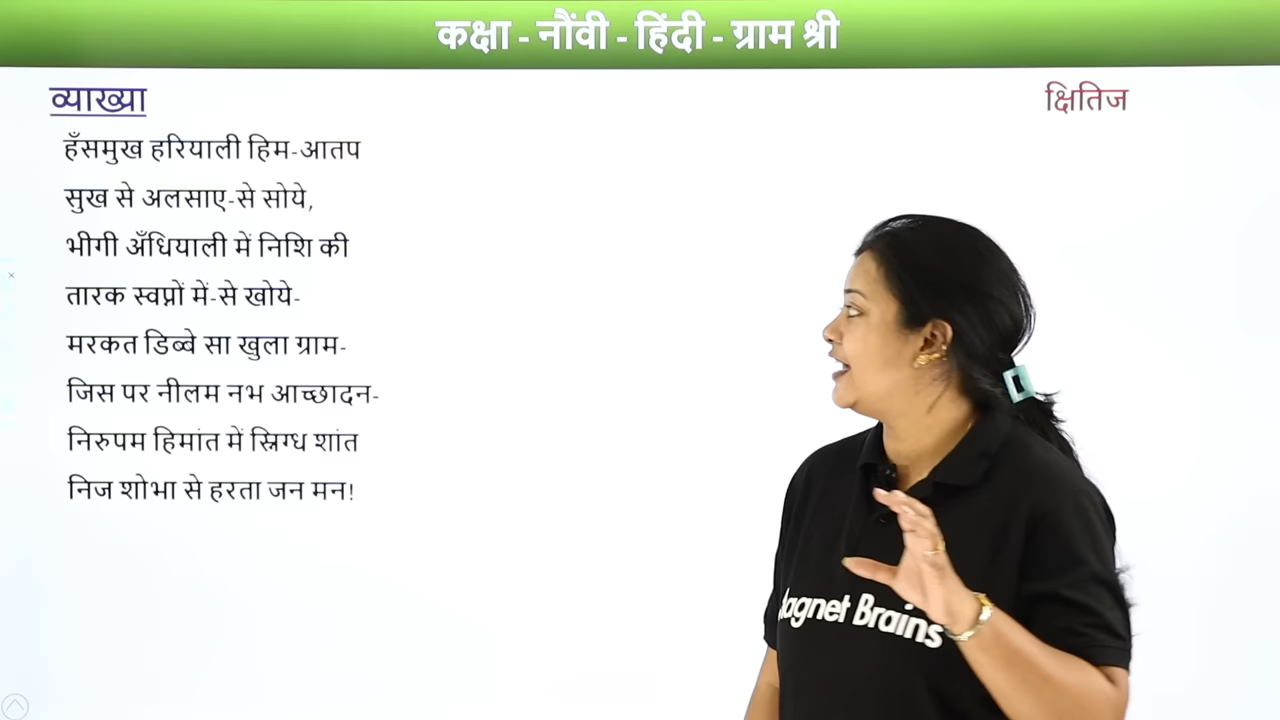 कक्षा - नौंवी - हिंदी - ग्राम श्री
व्याख्या
क्षितिज
हँसमुख हरियाली हिम-आतप
सुख से अलसाए-से सोये,
भीगी अँधियाली में निशि की
तारक स्वप्नों में-से खोये-
मरकत डिब्बे सा खुला ग्राम-
जिस पर नीलम नभ आच्छादन-
निरुपम हिमांत में स्निग्ध शांत
निज शोभा से हरता जन मन!
agnet Brains